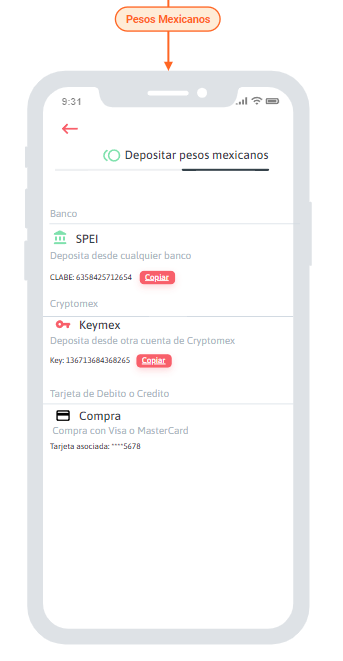 Pesos Mexicanos
9:31
Depositar pesos mexicanos
Banco
SPEI
Deposita desde cualquier banco
CLABE: 6358425712654 Copiar
Cryptomex
Keymex
Deposita desde otra cuenta de Cryptomex
Key: 136713684368265 Copiar
Tarjeta de Debito o Credito
Compra
Compra con Visa o MasterCard
Tarjeta asociada: ****5678